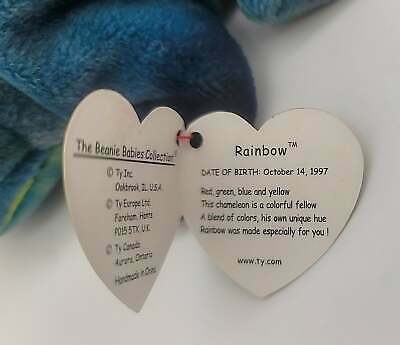 The Beanie Babies Collection®
© Ty Inc.
Oakbrook, IL. U.S.A.
© Ty Europe Ltd.
Fareham, Hants
PO15 5TX U.K.
© Ty Canada
Aurora, Ontario
Handmade in China
Rainbow™
DATE OF BIRTH: October 14, 1997
Red, green, blue and yellow
This chameleon is a colorful fellow
A blend of colors, his own unique hue
Rainbow was made especially for you !
www.ty.com